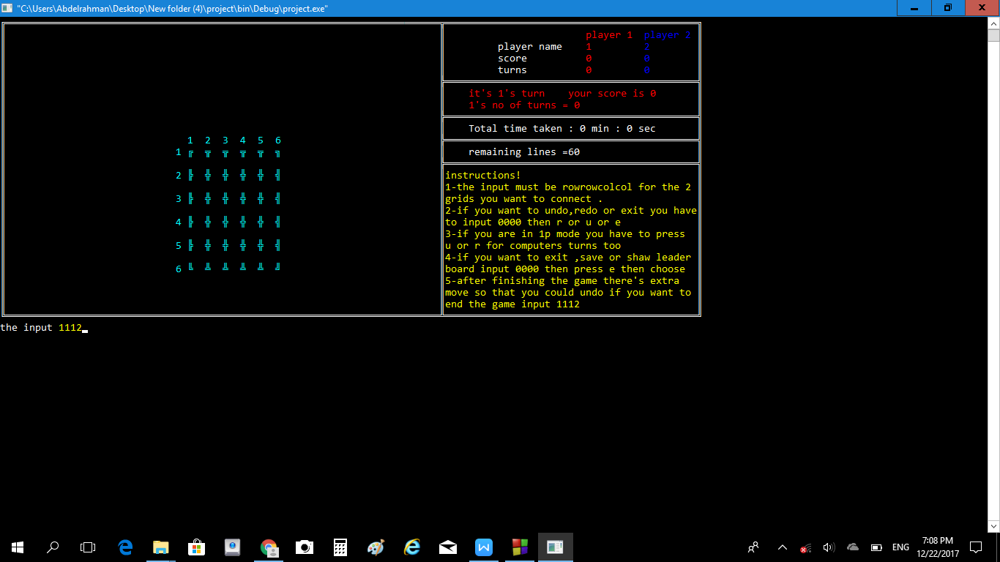 "C:\Users\Abdelrahman\Desktop\New folder (4)\project\bin\Debug\project.exe"
player 1 player 2
player name 1 2
score 0 0
turns 0 0
it's 1's turn your score is 0
1's no of turns = 0
Total time taken : 0 min : 0 sec
remaining lines =60
1 2 3 4 5 6
1 ╔ ╦ ╦ ╦ ╦ ╗
2 ╠ ╬ ╬ ╬ ╬ ╣
3 ╠ ╬ ╬ ╬ ╬ ╣
4 ╠ ╬ ╬ ╬ ╬ ╣
5 ╠ ╬ ╬ ╬ ╬ ╣
6 ╚ ╩ ╩ ╩ ╩ ╝
instructions!
1-the input must be rowrowcolcol for the 2
grids you want to connect .
2-if you want to undo,redo or exit you have
to input 0000 then r or u or e
3-if you are in 1p mode you have to press
u or r for computers turns too
4-if you want to exit ,save or shaw leader
board input 0000 then press e then choose
5-after finishing the game there's extra
move so that you could undo if you want to
end the game input 1112
the input 1112
ENG
7:08 PM
12/22/2017